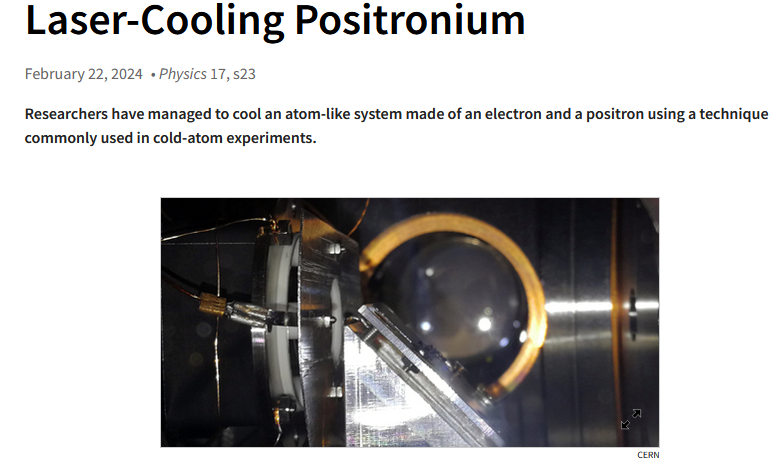 Laser-Cooling Positronium
February 22, 2024 • Physics 17, s23
Researchers have managed to cool an atom-like system made of an electron and a positron using a technique
commonly used in cold-atom experiments.
CERN